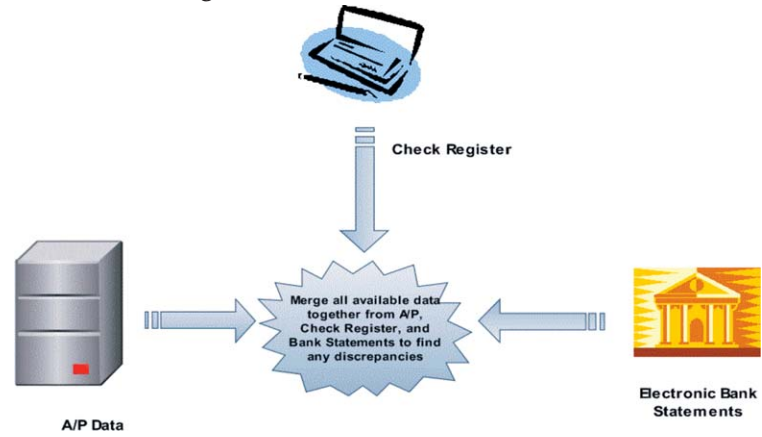 Check Register
Merge all available data
together from A/P,
Check Register, and
Bank Statements to find
any discrepancies
Electronic Bank
Statements
A/P Data